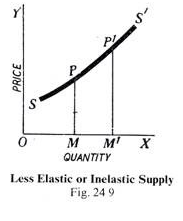 Y
S'
P'
P
PRICE
S
O M M' X
QUANTITY
Less Elastic or Inelastic Supply
Fig. 24 9